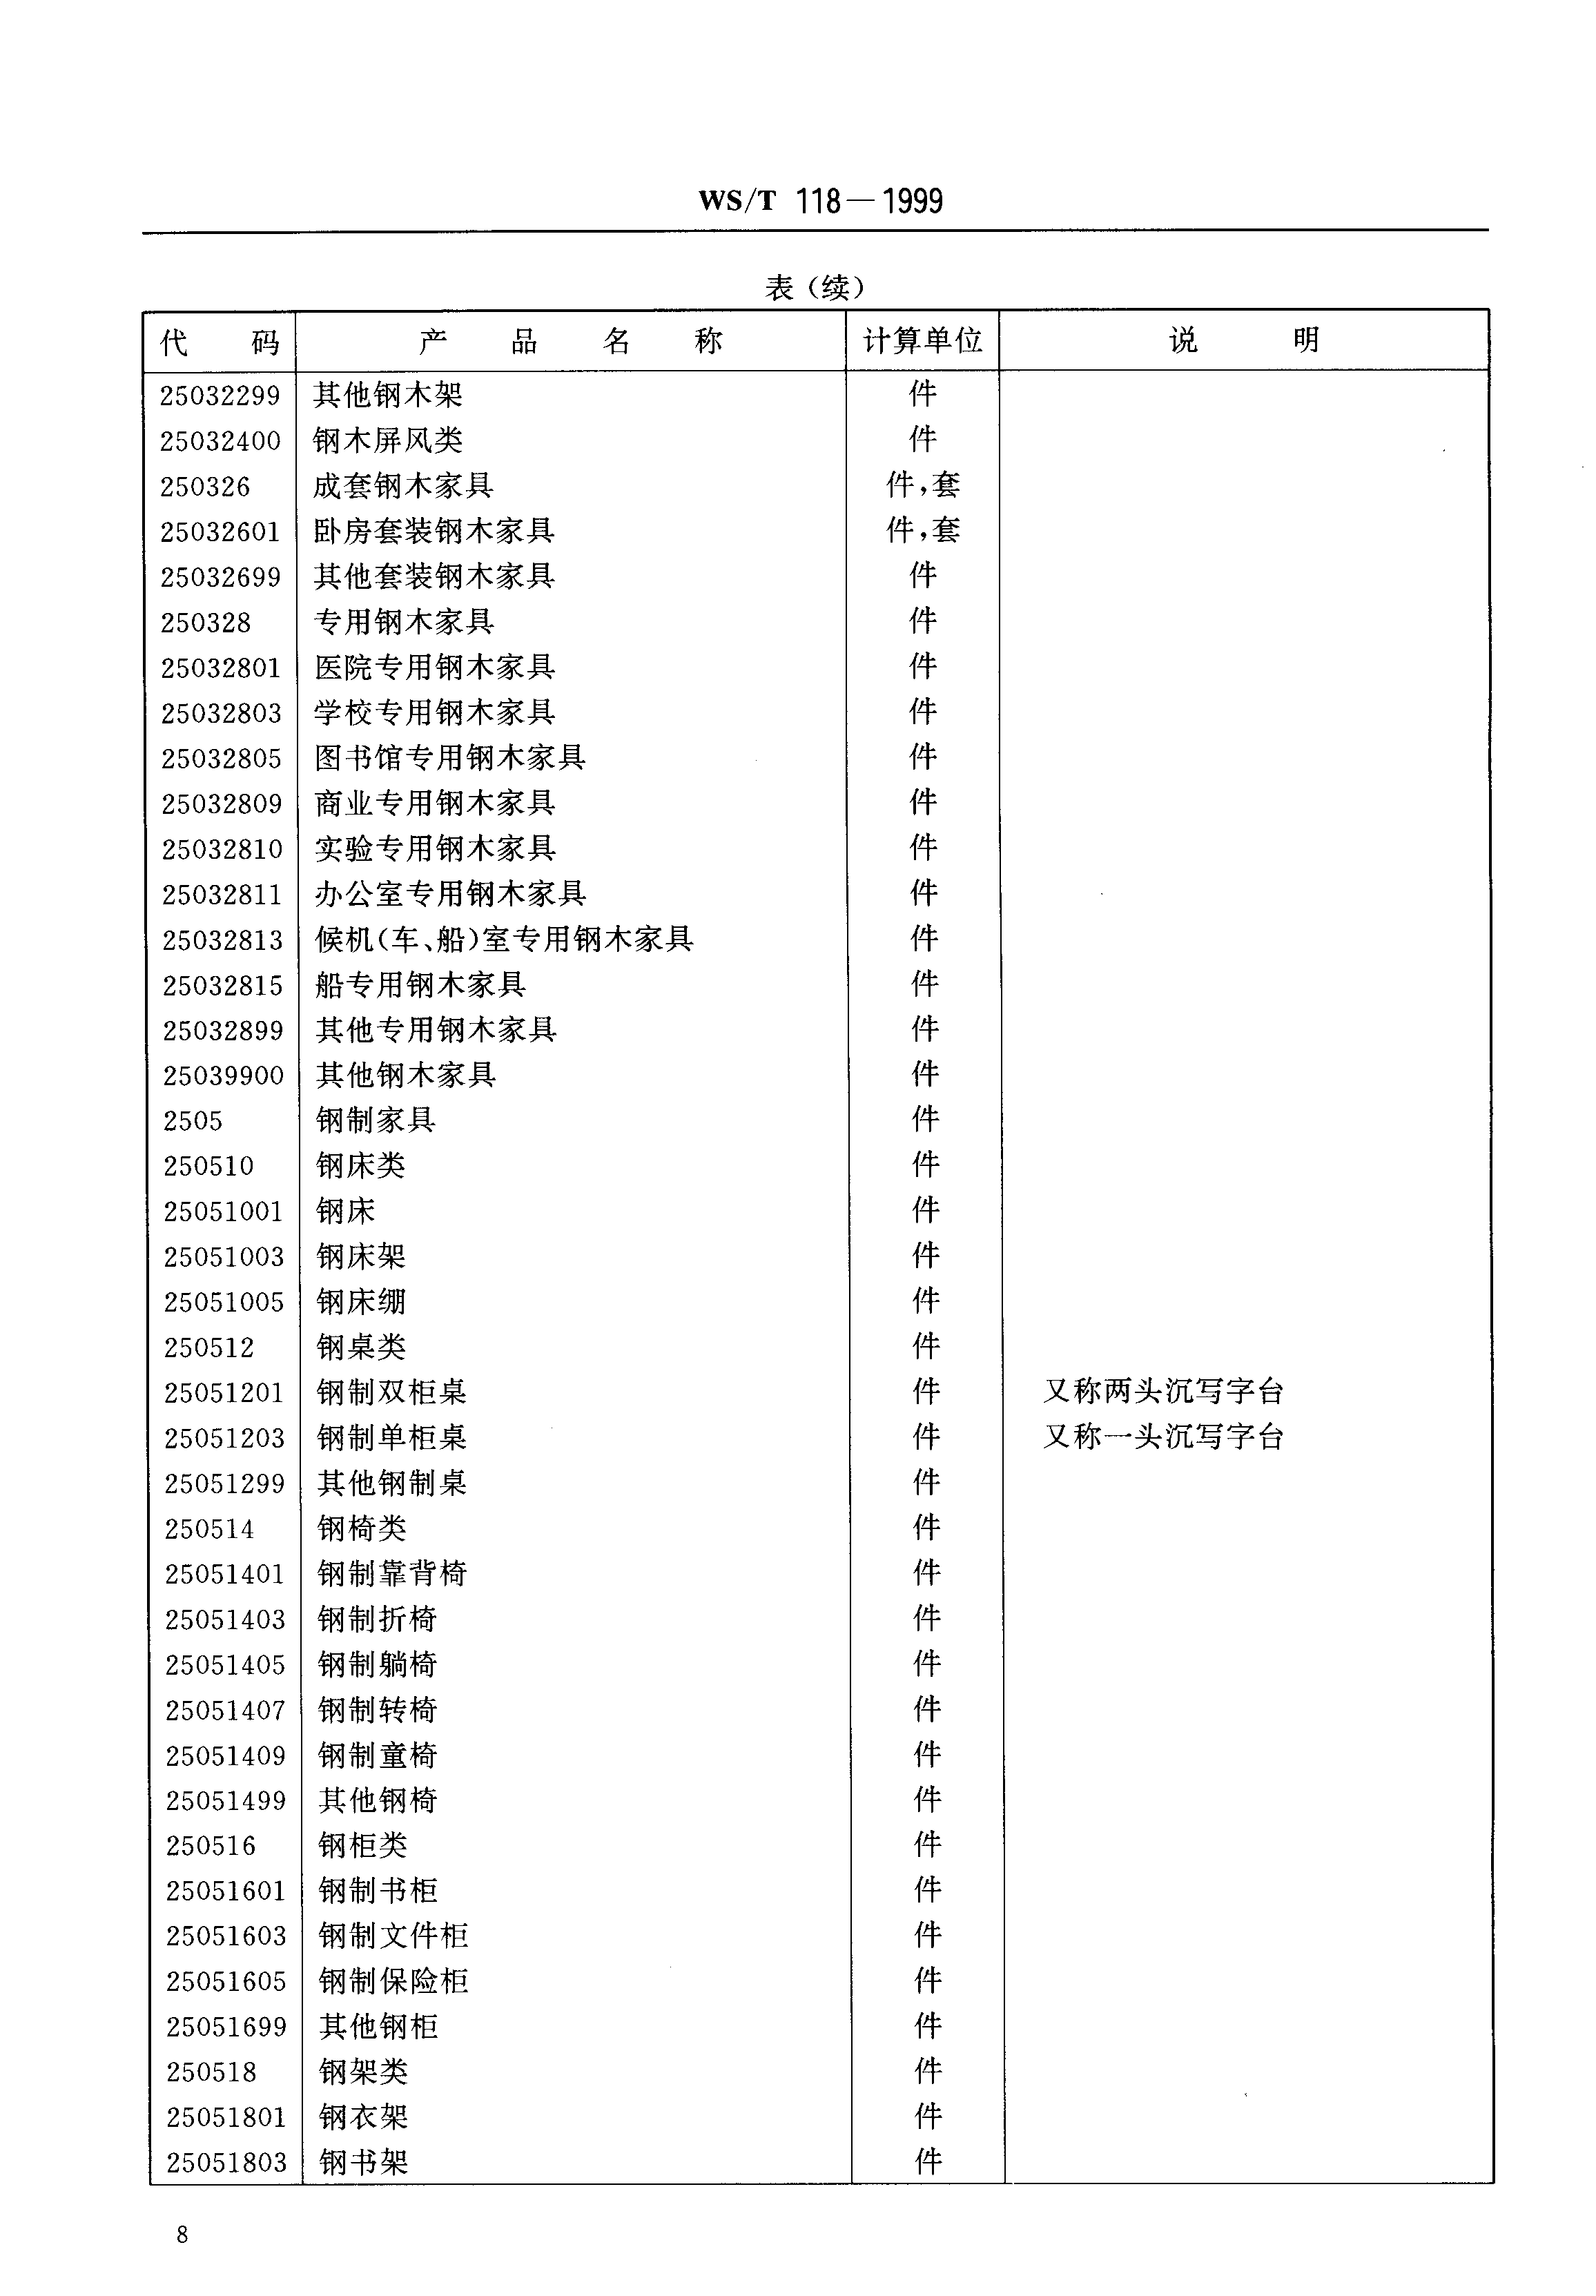 WS/T 118—1999
表(续)
代 码 产 品 名 称 计算单位 说 明
25032299 其他钢木架 件
25032400 钢木屏风类 件
250326 成套钢木家具 件,套
25032601 卧房套装钢木家具 件,套
25032699 其他套装钢木家具 件
250328 专用钢木家具 件
25032801 医院专用钢木家具 件
25032803 学校专用钢木家具 件
25032805 图书馆专用钢木家具 件
25032809 商业专用钢木家具 件
25032810 实验专用钢木家具 件
25032811 办公室专用钢木家具 件
25032813 候机(车、船)室专用钢木家具 件
25032815 船专用钢木家具 件
25032899 其他专用钢木家具 件
25039900 其他钢木家具 件
2505 钢制家具 件
250510 钢床类 件
25051001 钢床 件
25051003 钢床架 件
25051005 钢床绷 件
250512 钢桌类 件
25051201 钢制双柜桌 件 又称两头沉写字台
25051203 钢制单柜桌 件 又称一头沉写字台
25051299 其他钢制桌 件
250514 钢椅类 件
25051401 钢制靠背椅 件
25051403 钢制折椅 件
25051405 钢制躺椅 件
25051407 钢制转椅 件
25051409 钢制童椅 件
25051499 其他钢椅 件
250516 钢柜类 件
25051601 钢制书柜 件
25051603 钢制文件柜 件
25051605 钢制保险柜 件
25051699 其他钢柜 件
250518 钢架类 件
25051801 钢衣架 件
25051803 钢书架 件
8